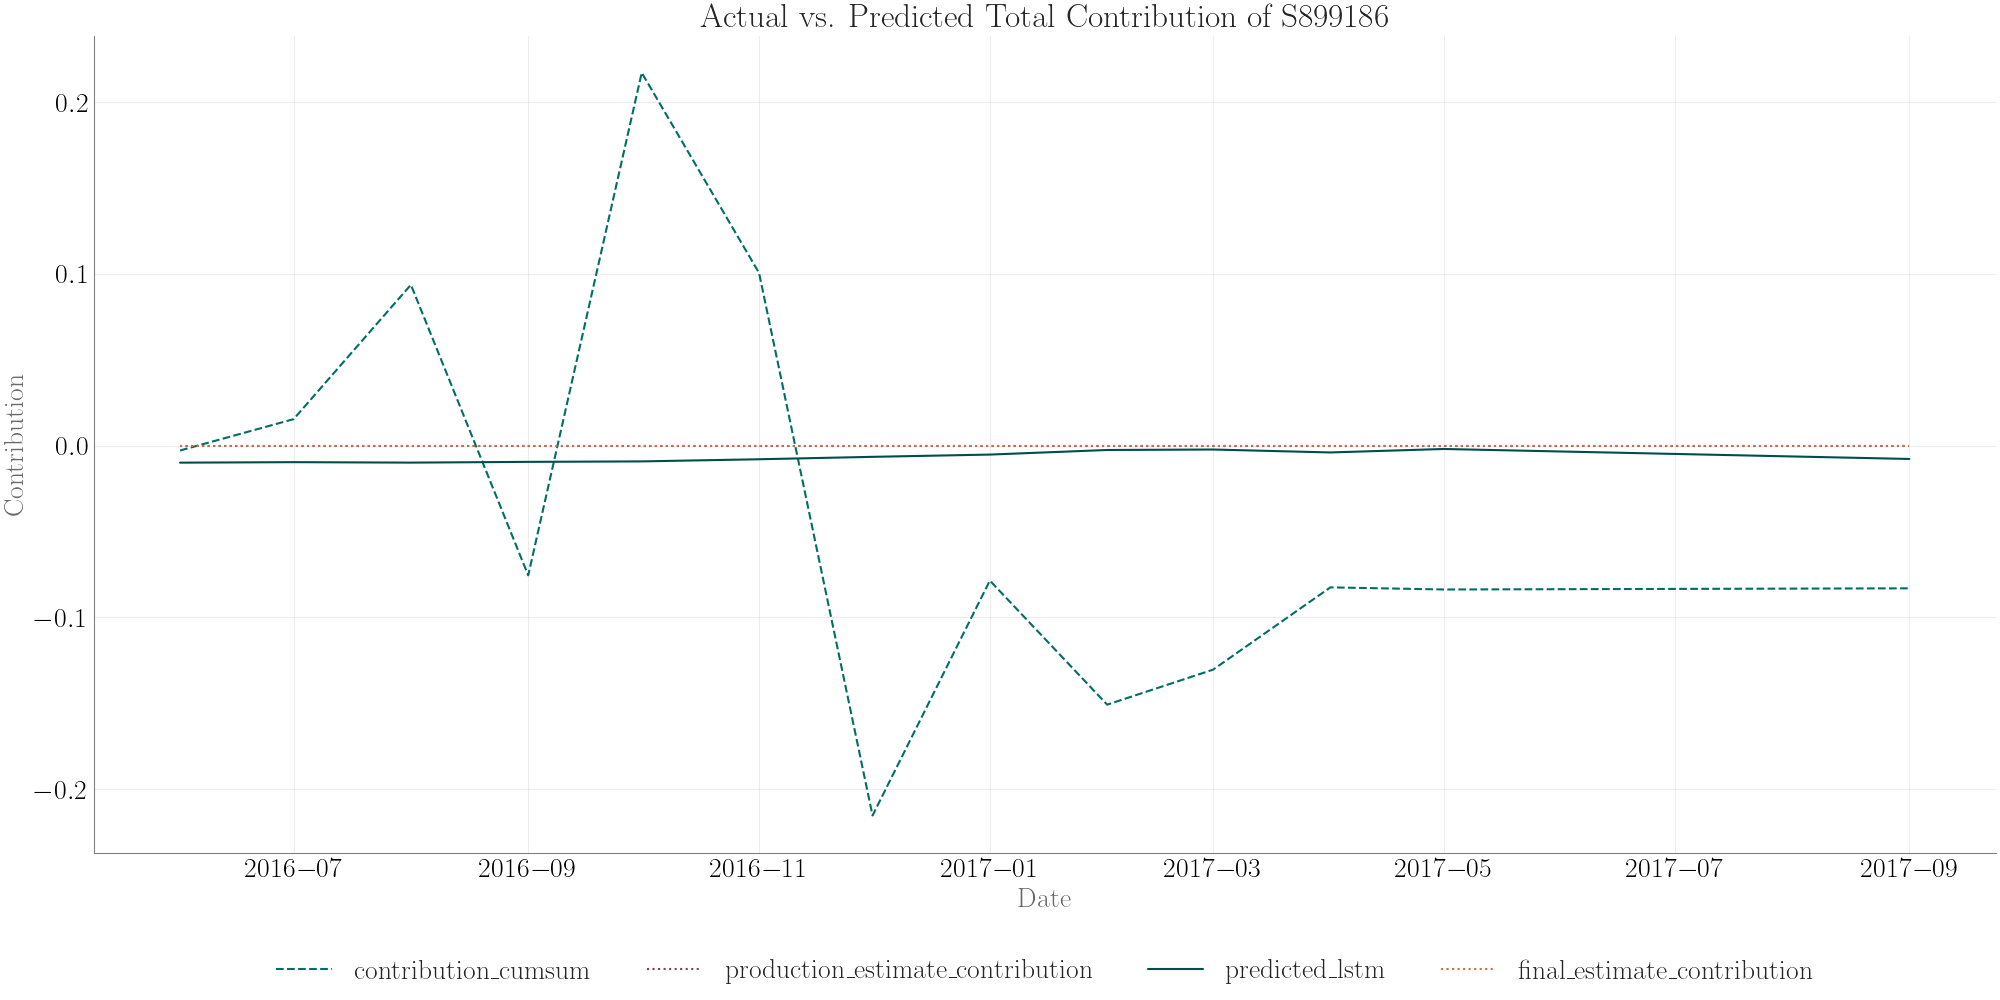 Actual vs. Predicted Total Contribution of S899186
Contribution
0.2
0.1
0.0
−0.1
−0.2
2016−07 2016−09 2016−11 2017−01 2017−03 2017−05 2017−07 2017−09
Date
contribution_cumsum production_estimate_contribution predicted_lstm final_estimate_contribution